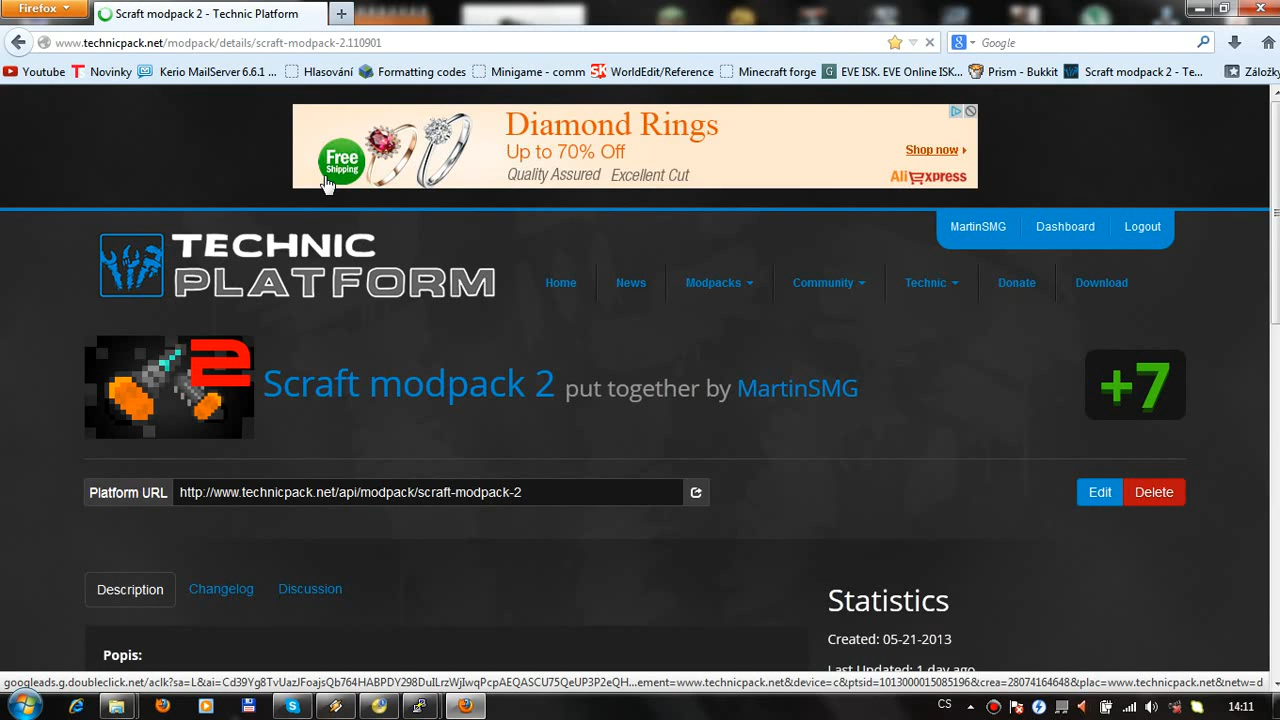 Firefox
Scraft modpack 2 - Technic Platform
www.technicpack.net/modpack/details/scraft-modpack-2.110901
Google
Youtube
Novinky
Kerio MailServer 6.6.1 ...
Hlasování
Formatting codes
Minigame - comm
WorldEdit/Reference
Minecraft forge
EVE ISK. EVE Online ISK...
Prism - Bukkit
Scraft modpack 2 - Te...
Záložky
Free
Shipping
Diamond Rings
Up to 70% Off
Quality Assured Excellent Cut
Shop now
AliExpress
MartinSMG
Dashboard
Logout
TECHNIC
PLATFORM
Home
News
Modpacks
Community
Technic
Donate
Download
2
Scraft modpack 2 put together by MartinSMG
+7
Platform URL
http://www.technicpack.net/api/modpack/scraft-modpack-2
Edit
Delete
Description
Changelog
Discussion
Statistics
Created: 05-21-2013
Last Updated: 1 day ago
Popis:
CS
14:11